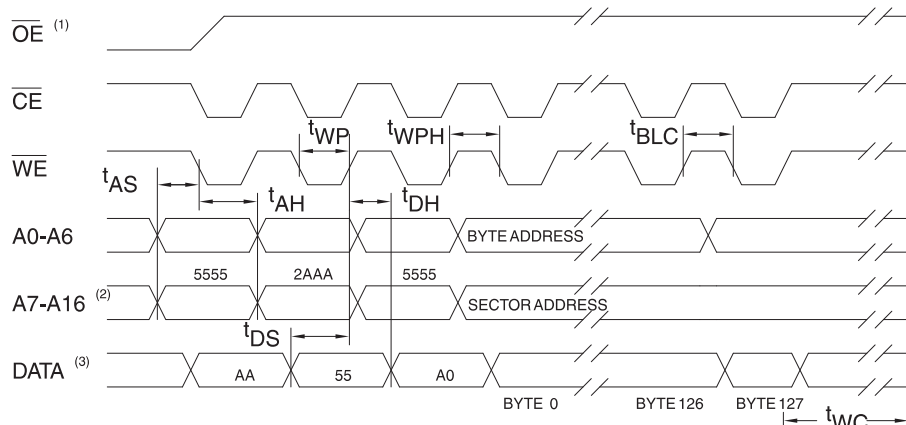 OE (1)
CE
tWP tWPH tBLC
WE
tAS
tAH tDH
A0-A6 BYTE ADDRESS
5555 2AAA 5555
A7-A16 (2) SECTOR ADDRESS
tDS
DATA (3) AA 55 A0
BYTE 0 BYTE 126 BYTE 127
tWC